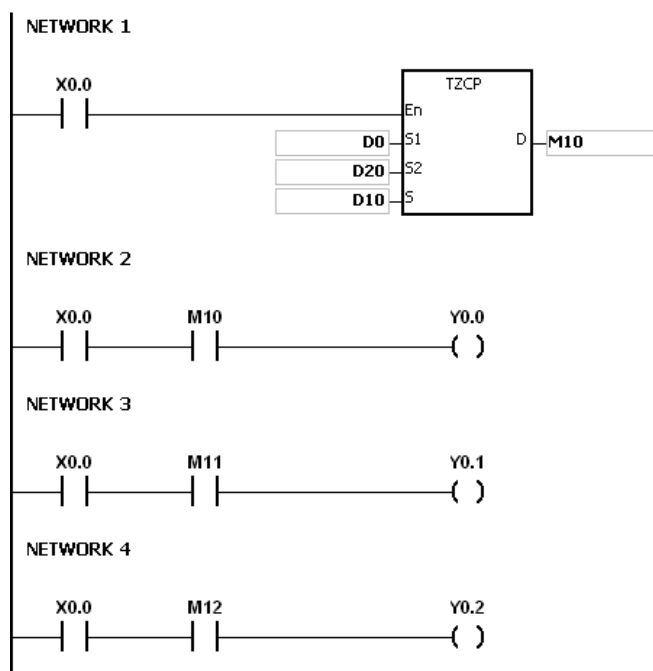 NETWORK 1
X0.0
TZCP
En
D0 S1 D M10
D20 S2
D10 S
NETWORK 2
X0.0 M10 Y0.0
NETWORK 3
X0.0 M11 Y0.1
NETWORK 4
X0.0 M12 Y0.2